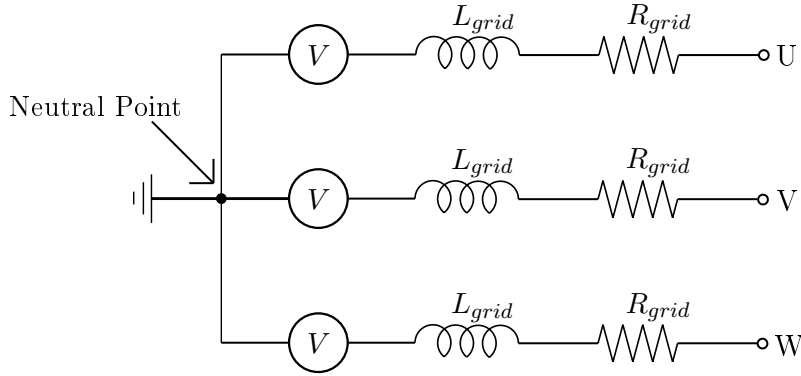 L_grid R_grid
V U
Neutral Point
L_grid R_grid
V V
L_grid R_grid
V W